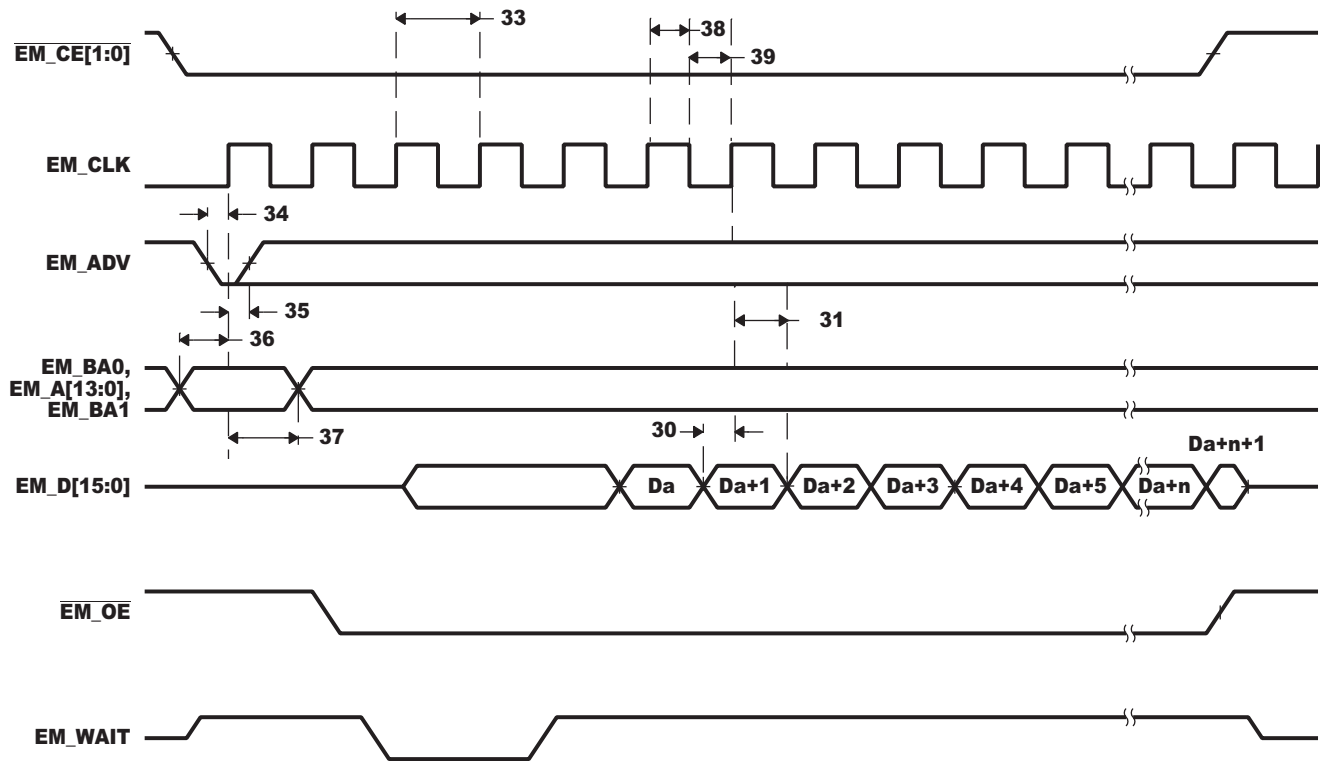 33
38
EM_CE[1:0]
39
EM_CLK
34
EM_ADV
35
31
36
EM_BA0,
EM_A[13:0],
EM_BA1
37
30
Da+n+1
EM_D[15:0]
Da Da+1 Da+2 Da+3 Da+4 Da+5 Da+n
EM_OE
EM_WAIT